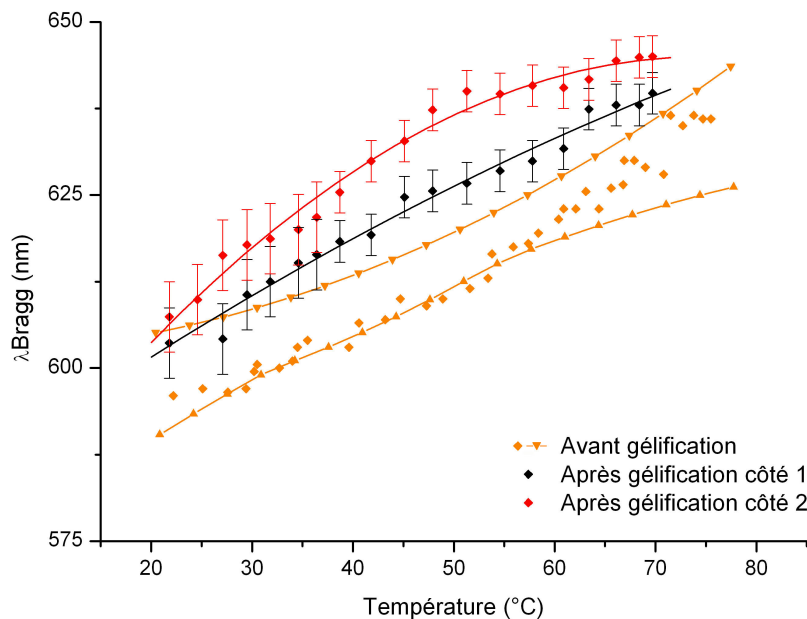 650
625
600
575
λBragg (nm)
20 30 40 50 60 70 80
Température (°C)
Avant gélification
Après gélification côté 1
Après gélification côté 2